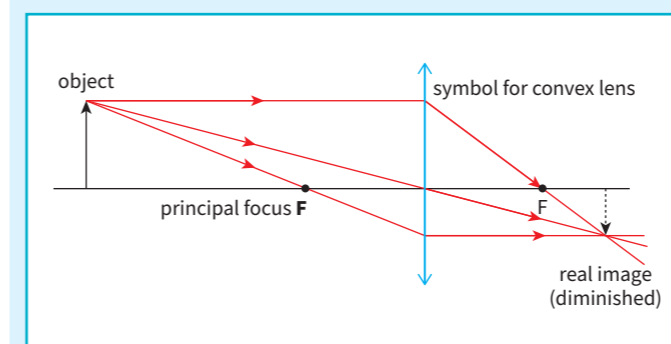 object
symbol for convex lens
principal focus F
F
real image
(diminished)